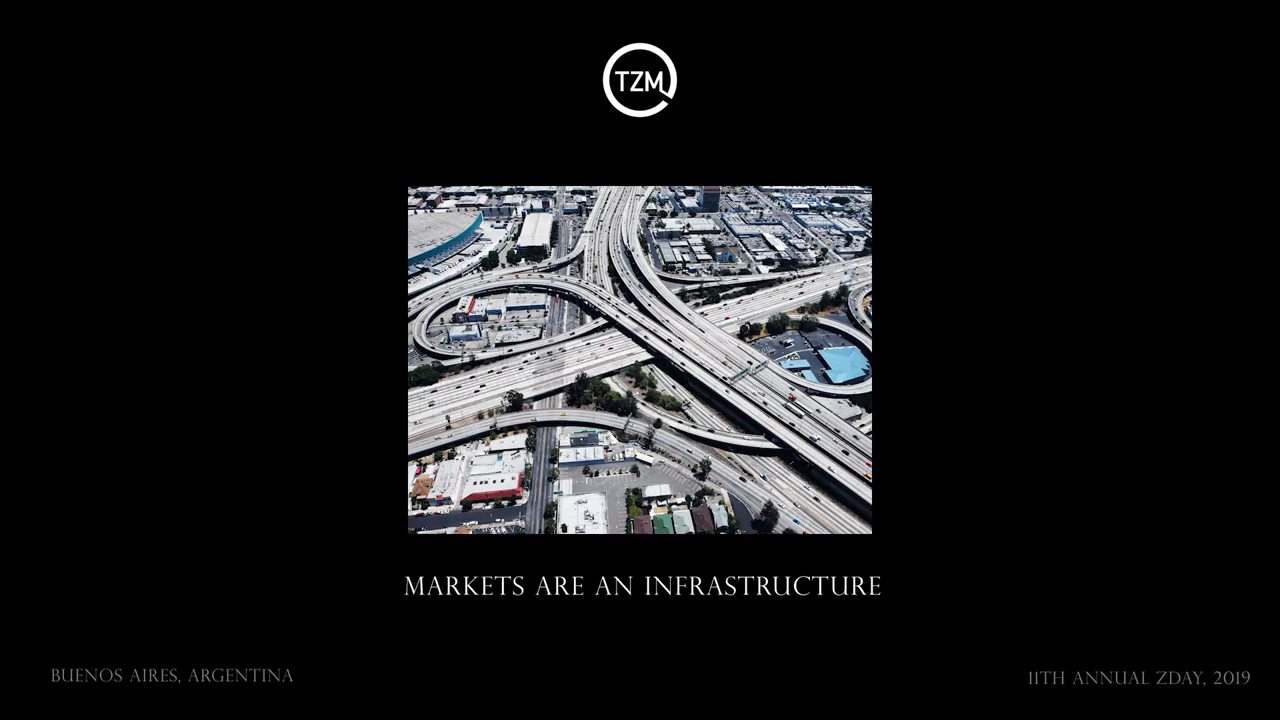 TZM
MARKETS ARE AN INFRASTRUCTURE
BUENOS AIRES, ARGENTINA
11TH ANNUAL ZDAY, 2019